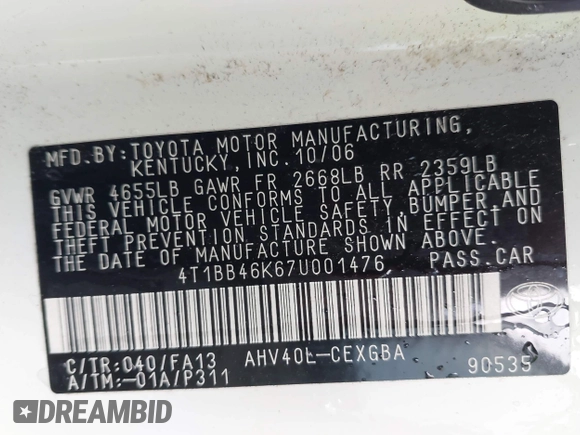 MFD.BY:TOYOTA MOTOR MANUFACTURING,
KENTUCKY,INC.10/06
GVWR 4655LB GAWR FR 2668LB RR 2359LB
THIS VEHICLE CONFORMS TO ALL APPLICABLE
FEDERAL MOTOR VEHICLE SAFETY,BUMPER,AND
THEFT PREVENTION STANDARDS IN EFFECT ON
THE DATE OF MANUFACTURE SHOWN ABOVE.
4T1BB46K67U001476 PASS.CAR
C/TR:040/FA13 AHV40L-CEXGBA
A/TM:-01A/P311 90535
DREAMBID